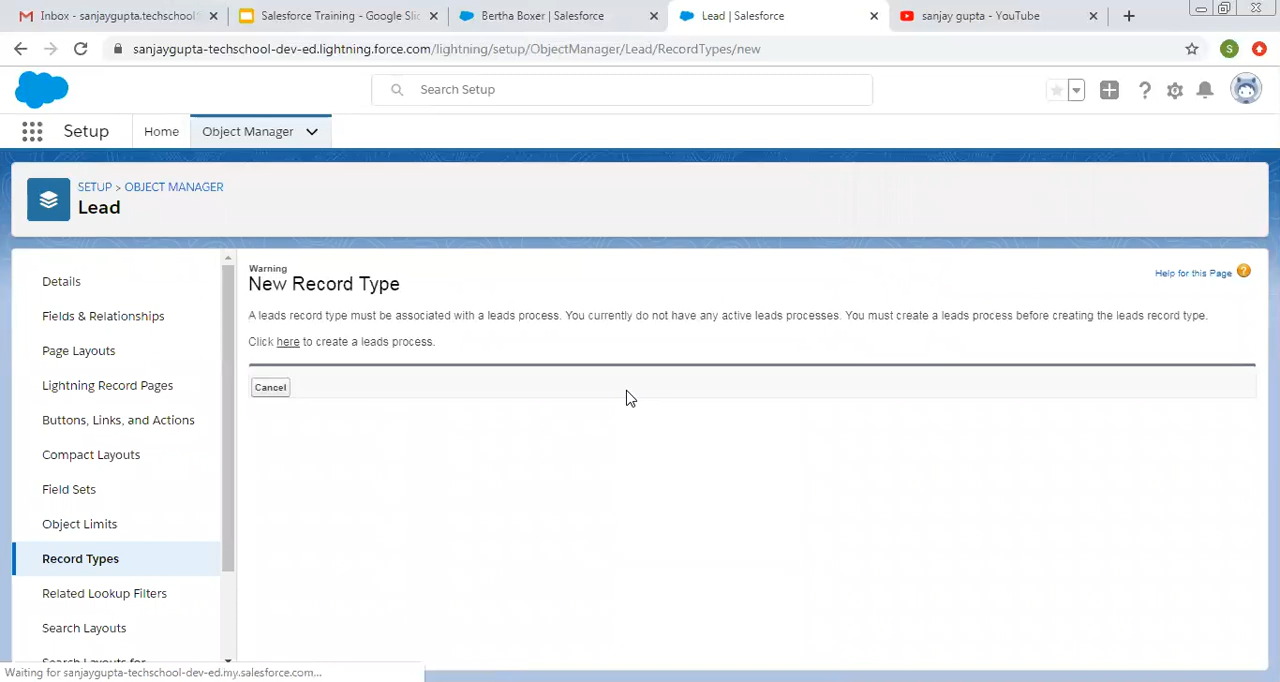 Inbox - sanjaygupta.techschool
Salesforce Training - Google Slic
Bertha Boxer | Salesforce
Lead | Salesforce
sanjay gupta - YouTube
sanjaygupta-techschool-dev-ed.lightning.force.com/lightning/setup/ObjectManager/Lead/RecordTypes/new
S
Search Setup
Setup
Home
Object Manager
SETUP > OBJECT MANAGER
Lead
Details
Fields & Relationships
Page Layouts
Lightning Record Pages
Buttons, Links, and Actions
Compact Layouts
Field Sets
Object Limits
Record Types
Related Lookup Filters
Search Layouts
Search Layouts for
Warning
New Record Type
Help for this Page ?
A leads record type must be associated with a leads process. You currently do not have any active leads processes. You must create a leads process before creating the leads record type.
Click here to create a leads process.
Cancel
Waiting for sanjaygupta-techschool-dev-ed.my.salesforce.com...